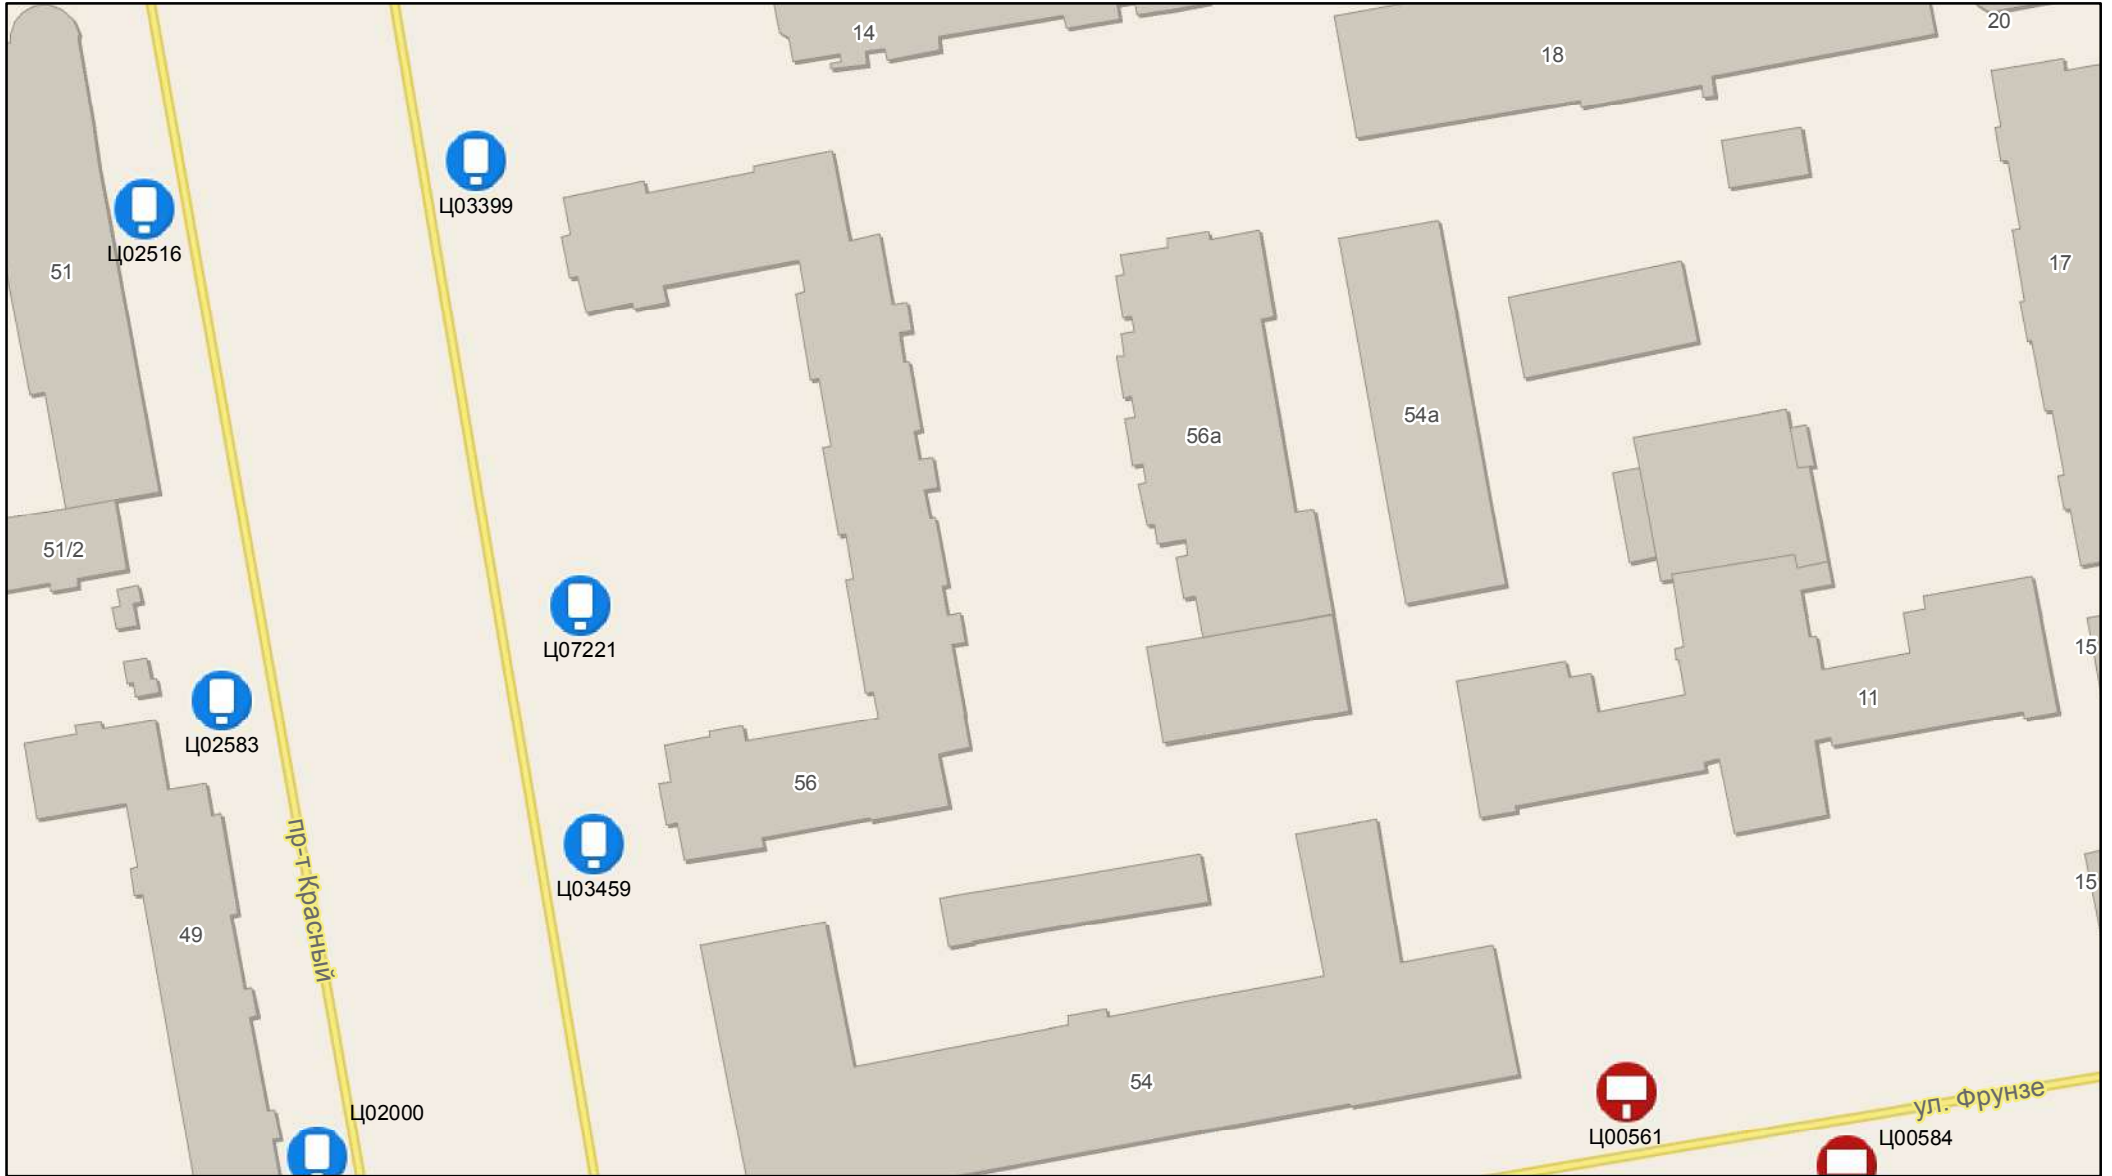 14
20
18
Ц03399
Ц02516
51
17
54а
56а
51/2
Ц07221
15
11
Ц02583
56
15
Ц03459
49
пр-т Красный
54
ул. Фрунзе
Ц02000
Ц00561
Ц00584